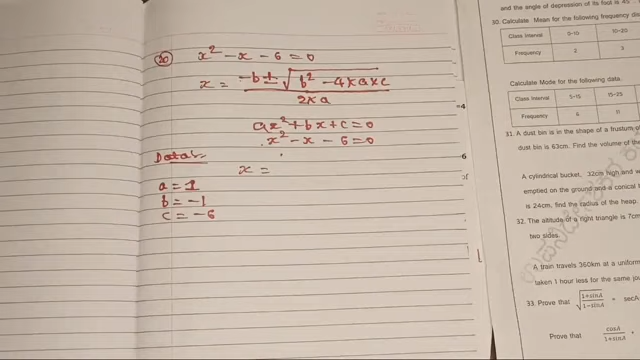 20 x² - x - 6 = 0
x = -b ± √b² - 4×a×c
2×a
ax² + bx + c = 0
x² - x - 6 = 0
Data:-
x =
a = 1
b = -1
c = -6
and the angle of depression of its foot is 45
30. Calculate Mean for the following frequency dis
Class Interval 0-10 10-20
Frequency 2 3
Calculate Mode for the following data.
Class Interval 5-15 15-25
Frequency 6 11
31. A dust bin is in the shape of a frustum of
dust bin is 63cm. Find the volume of the
A cylindrical bucket, 32cm high and w
emptied on the ground and a conical
is 24cm, find the radius of the heap.
32. The altitude of a right triangle is 7cm
two sides.
A train travels 360km at a uniform
taken 1 hour less for the same jou
33. Prove that √1+sinA/1-sinA = secA
Prove that cosA/1+sinA +